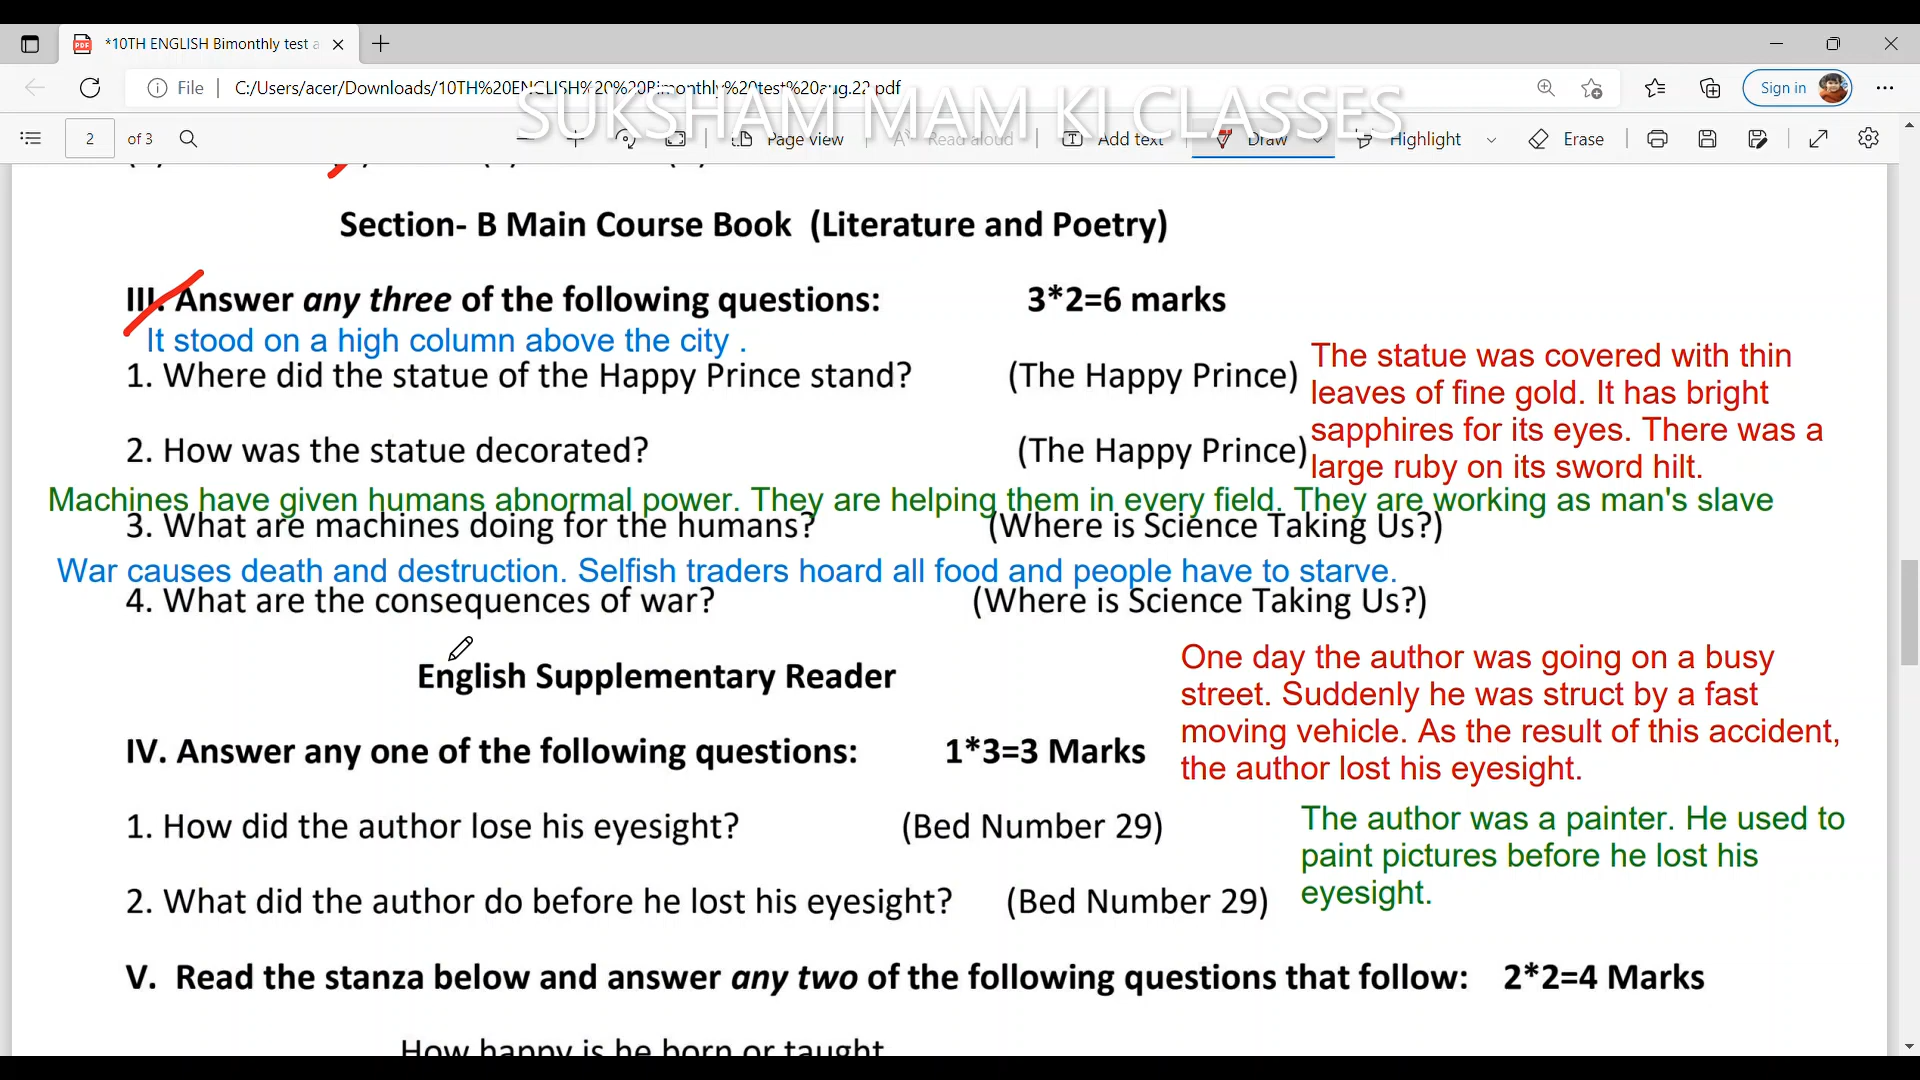 *10TH ENGLISH Bimonthly test a
File
C:/Users/acer/Downloads/10TH%20ENGLISH%20%20Bimonthly%20test%20aug.22.pdf
Sign in
SUKSHAM MAM KI CLASSES
2 of 3
Page view
Read aloud
Add text
Draw
Highlight
Erase
Section- B Main Course Book (Literature and Poetry)
III. Answer any three of the following questions: 3*2=6 marks
It stood on a high column above the city .
1. Where did the statue of the Happy Prince stand? (The Happy Prince)
The statue was covered with thin
leaves of fine gold. It has bright
sapphires for its eyes. There was a
large ruby on its sword hilt.
2. How was the statue decorated? (The Happy Prince)
Machines have given humans abnormal power. They are helping them in every field. They are working as man's slave
3. What are machines doing for the humans? (Where is Science Taking Us?)
War causes death and destruction. Selfish traders hoard all food and people have to starve.
4. What are the consequences of war? (Where is Science Taking Us?)
English Supplementary Reader
One day the author was going on a busy
street. Suddenly he was struct by a fast
moving vehicle. As the result of this accident,
the author lost his eyesight.
IV. Answer any one of the following questions: 1*3=3 Marks
1. How did the author lose his eyesight? (Bed Number 29)
The author was a painter. He used to
paint pictures before he lost his
eyesight.
2. What did the author do before he lost his eyesight? (Bed Number 29)
V. Read the stanza below and answer any two of the following questions that follow: 2*2=4 Marks
How happy is he born or taught